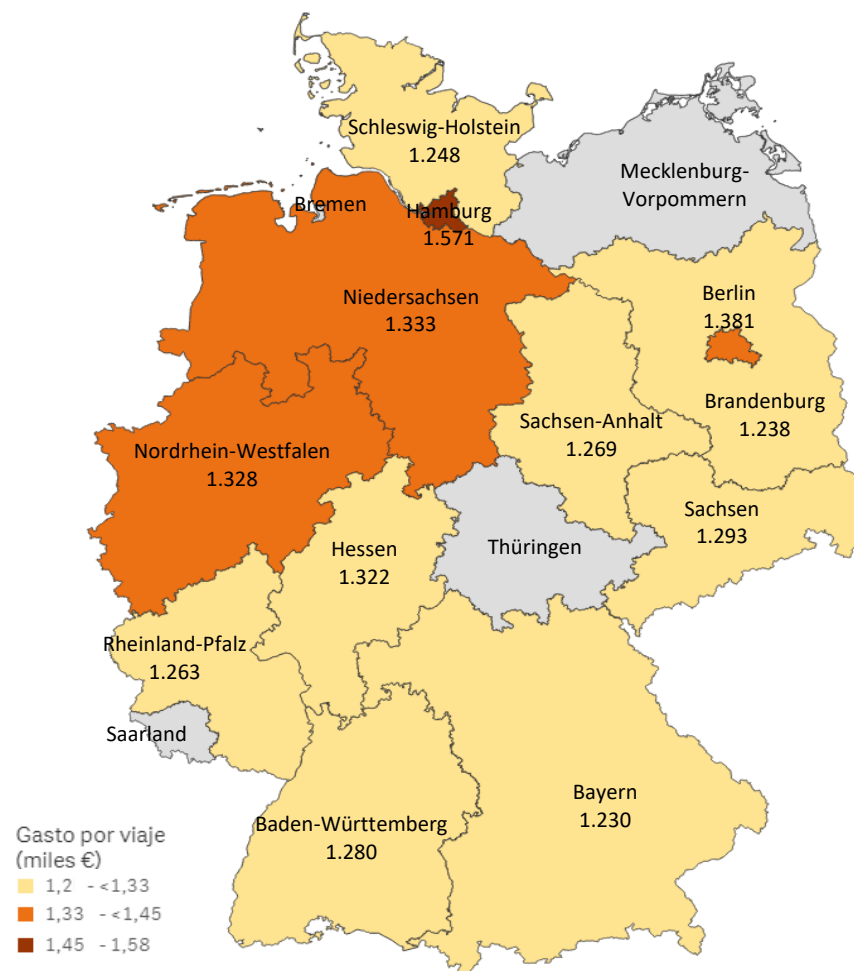 Schleswig-Holstein
1.248
Mecklenburg-
Vorpommern
Bremen
Hamburg
1.571
Niedersachsen
1.333
Berlin
1.381
Brandenburg
1.238
Sachsen-Anhalt
1.269
Nordrhein-Westfalen
1.328
Sachsen
1.293
Hessen
1.322
Thüringen
Rheinland-Pfalz
1.263
Saarland
Bayern
1.230
Baden-Württemberg
1.280
Gasto por viaje
(miles €)
1,2 - <1,33
1,33 - <1,45
1,45 - 1,58